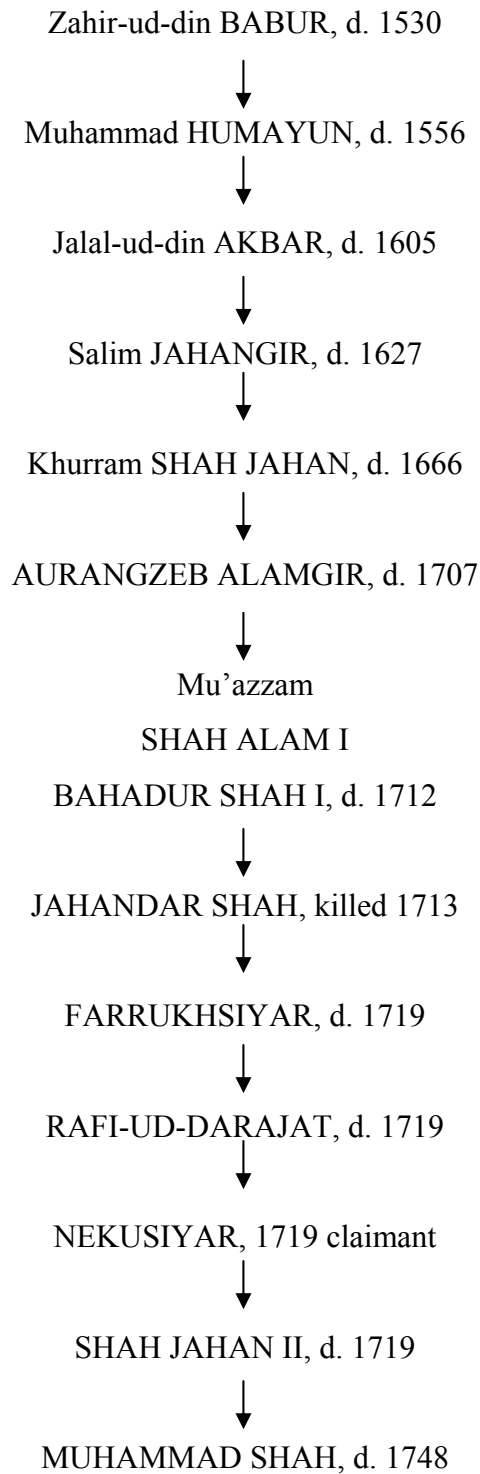 Zahir-ud-din BABUR, d. 1530
Muhammad HUMAYUN, d. 1556
Jalal-ud-din AKBAR, d. 1605
Salim JAHANGIR, d. 1627
Khurram SHAH JAHAN, d. 1666
AURANGZEB ALAMGIR, d. 1707
Mu’azzam
SHAH ALAM I
BAHADUR SHAH I, d. 1712
JAHANDAR SHAH, killed 1713
FARRUKHSIYAR, d. 1719
RAFI-UD-DARAJAT, d. 1719
NEKUSIYAR, 1719 claimant
SHAH JAHAN II, d. 1719
MUHAMMAD SHAH, d. 1748